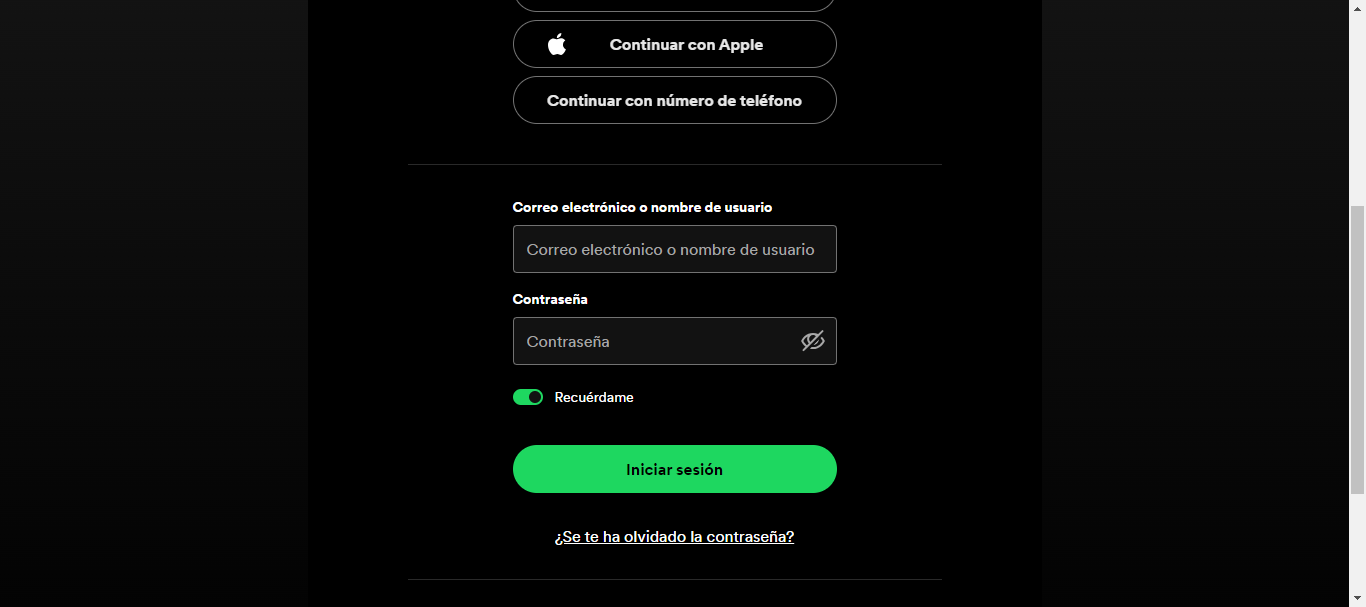 Continuar con Apple
Continuar con número de teléfono
Correo electrónico o nombre de usuario
Correo electrónico o nombre de usuario
Contraseña
Contraseña
Recuérdame
Iniciar sesión
¿Se te ha olvidado la contraseña?